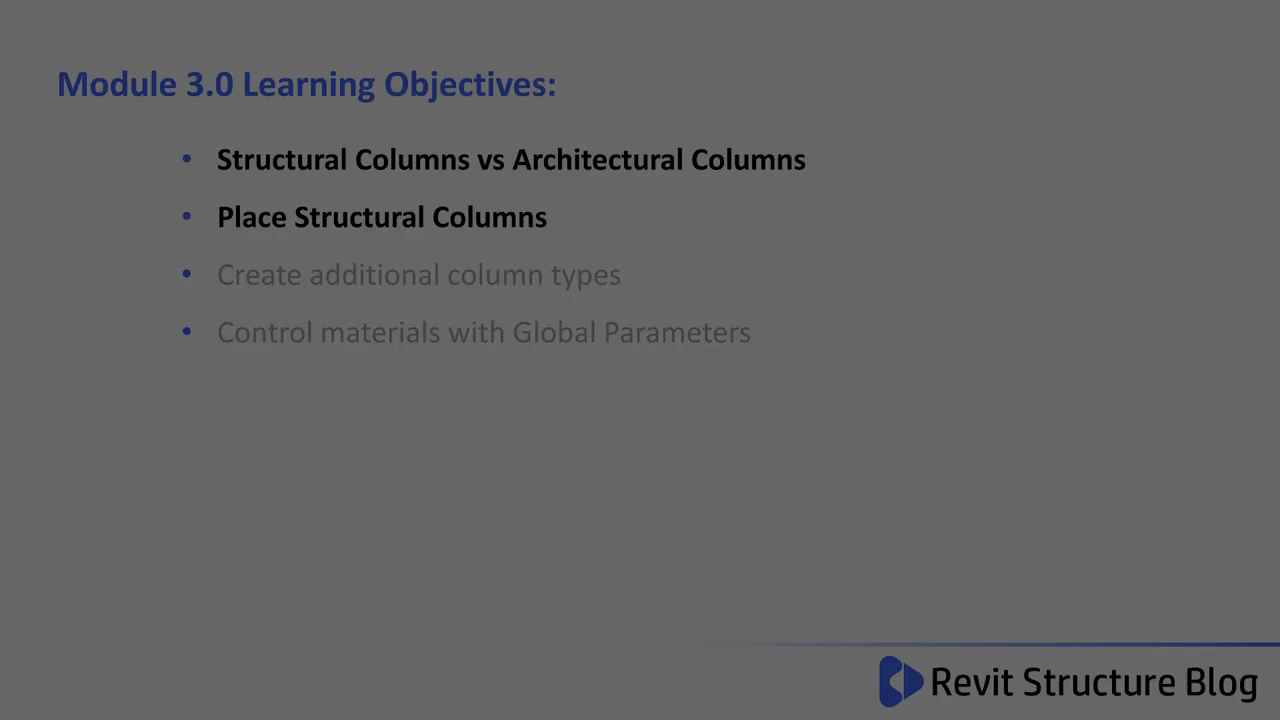 Module 3.0 Learning Objectives:
• Structural Columns vs Architectural Columns
• Place Structural Columns
• Create additional column types
• Control materials with Global Parameters
Revit Structure Blog